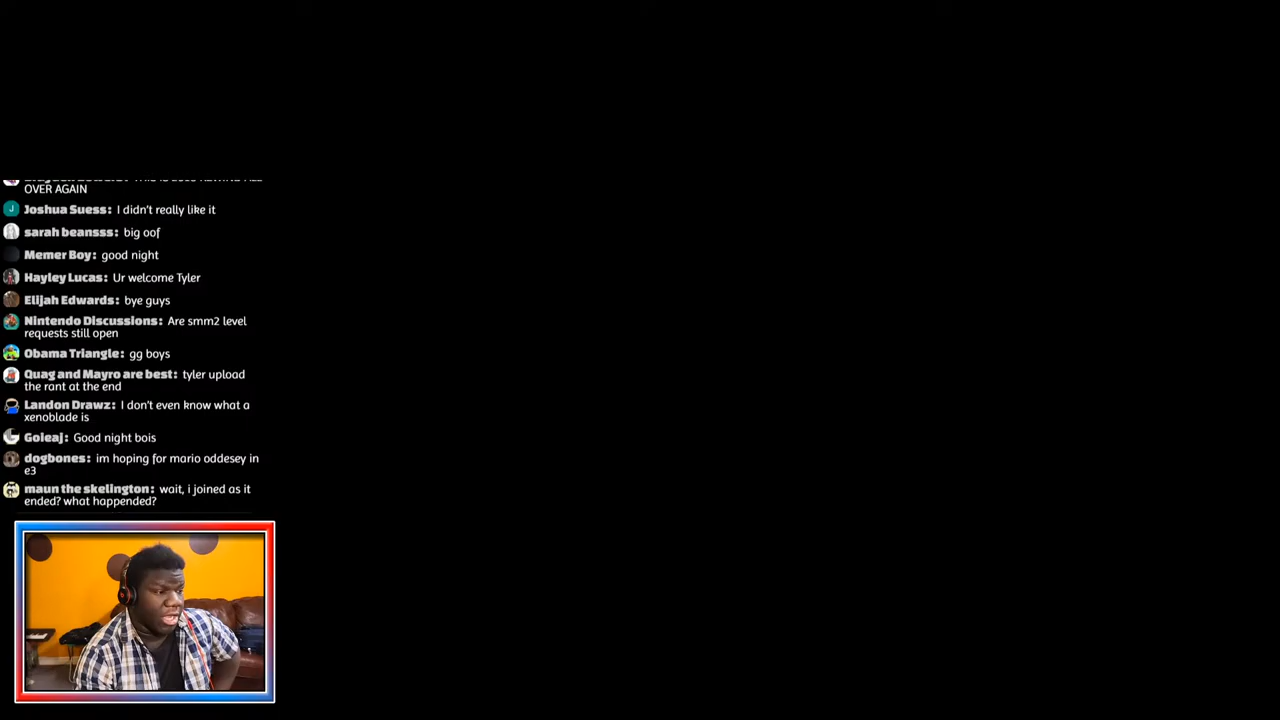 OVER AGAIN
J Joshua Suess: I didn't really like it
sarah beansss: big oof
Memer Boy: good night
Hayley Lucas: Ur welcome Tyler
Elijah Edwards: bye guys
Nintendo Discussions: Are smm2 level
requests still open
Obama Triangle: gg boys
Quag and Mayro are best: tyler upload
the rant at the end
Landon Drawz: I don't even know what a
xenoblade is
Goleaj: Good night bois
dogbones: im hoping for mario oddesey in
e3
maun the skelington: wait, i joined as it
ended? what happended?